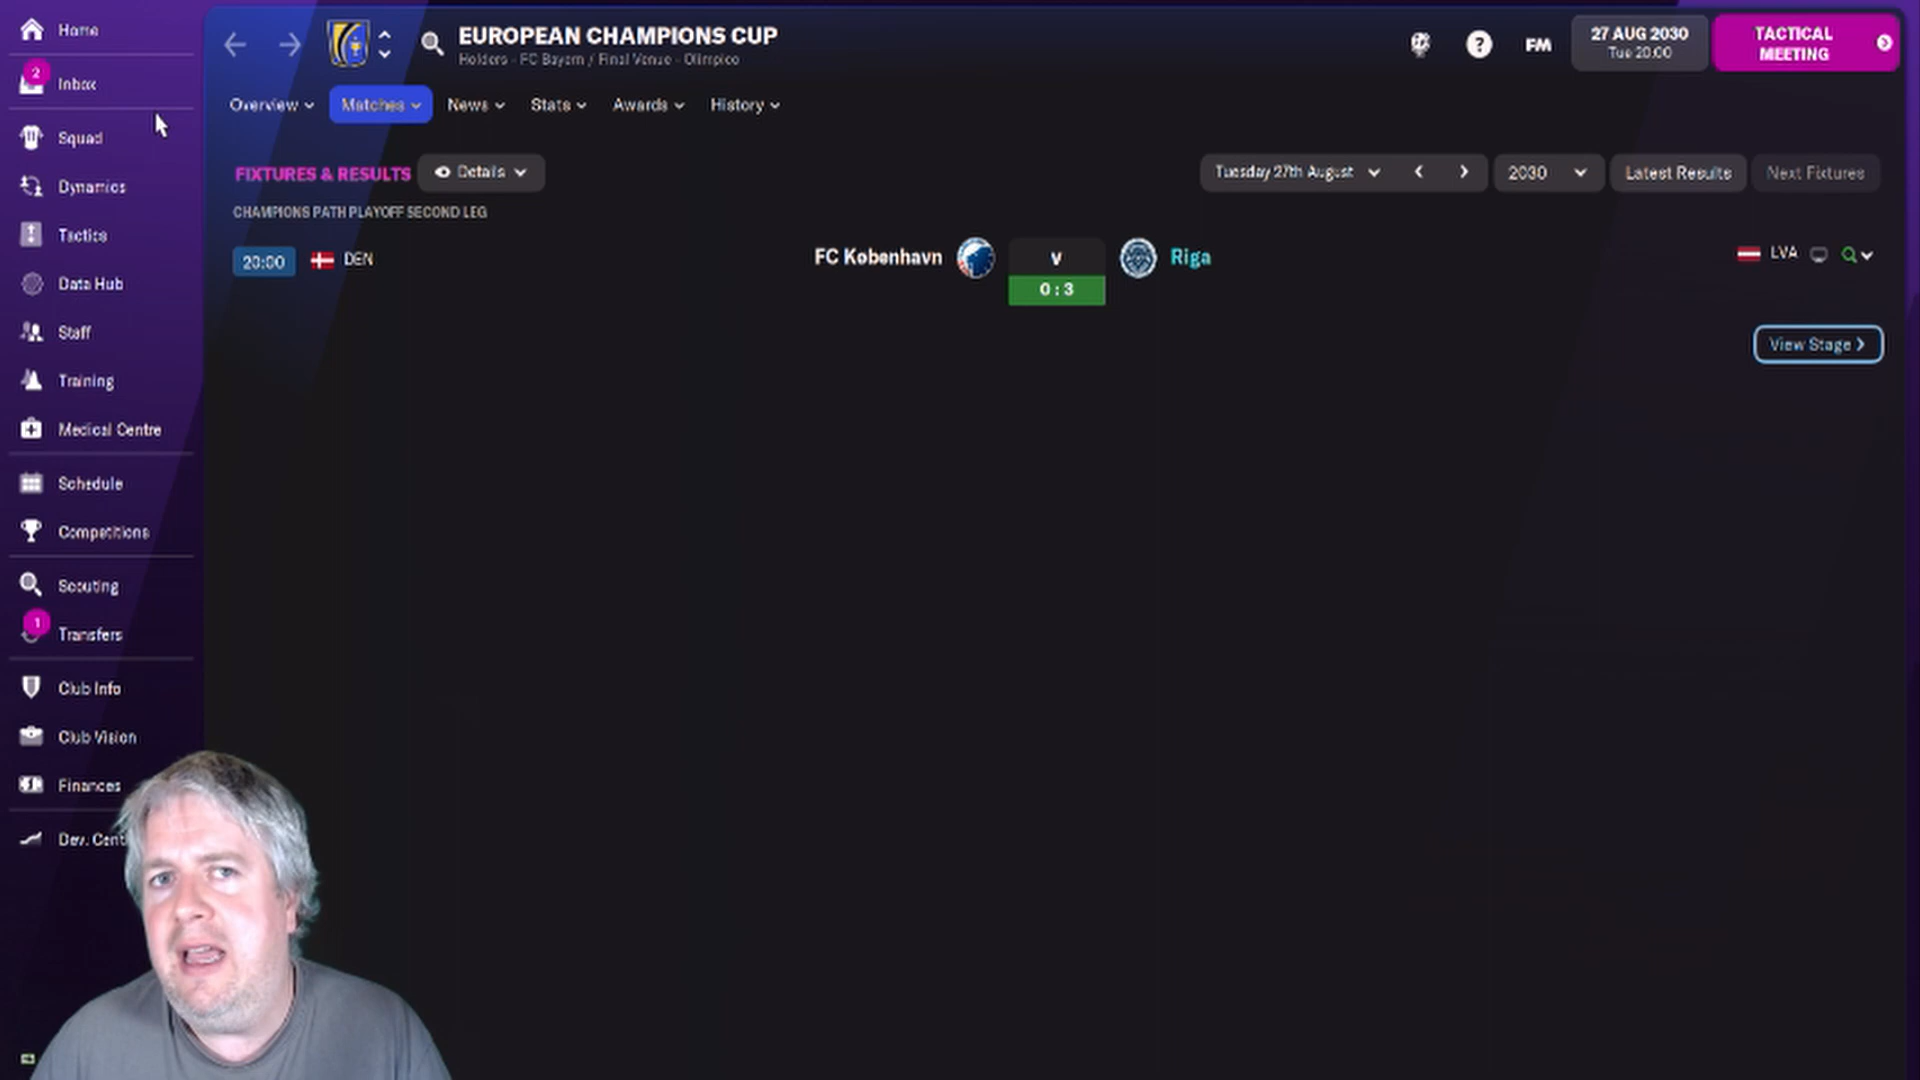 Home
2
Inbox
Squad
Dynamics
Tactics
Data Hub
Staff
Training
Medical Centre
Schedule
Competitions
Scouting
1
Transfers
Club Info
Club Vision
Finances
Dev. Cent
EUROPEAN CHAMPIONS CUP
Holders - FC Bayern / Final Venue - Olimpico
FM
27 AUG 2030
Tue 20:00
TACTICAL
MEETING
Overview Matches News Stats Awards History
FIXTURES & RESULTS Details Tuesday 27th August 2030 Latest Results Next Fixtures
CHAMPIONS PATH PLAYOFF SECOND LEG
20:00 DEN FC København v Riga LVA
0 : 3
View Stage